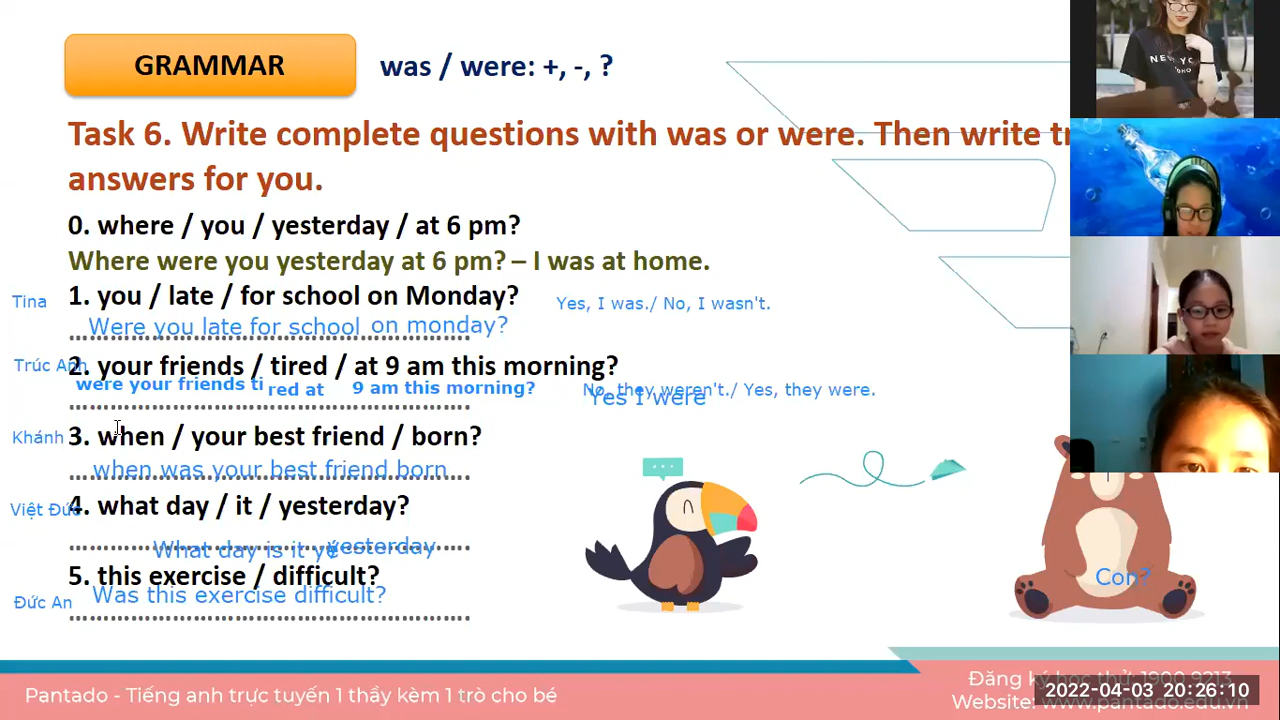 GRAMMAR
was / were: +, -, ?
Task 6. Write complete questions with was or were. Then write
answers for you.
0. where / you / yesterday / at 6 pm?
Where were you yesterday at 6 pm? – I was at home.
Tina
1. you / late / for school on Monday?
Yes, I was./ No, I wasn't.
Were you late for school on monday?
Trúc Anh
2. your friends / tired / at 9 am this morning?
were your friends ti red at 9 am this morning?
No, they weren't./ Yes, they were.
Yes I were
Khánh
3. when / your best friend / born?
when was your best friend born
Việt Đức
4. what day / it / yesterday?
What day is it yé yesterday
5. this exercise / difficult?
Đức An
Was this exercise difficult?
Con?
Pantado - Tiếng anh trực tuyến 1 thầy kèm 1 trò cho bé
Đăng ký học thử: 1900 9213
Website: www.pantado.edu.vn
2022-04-03 20:26:10